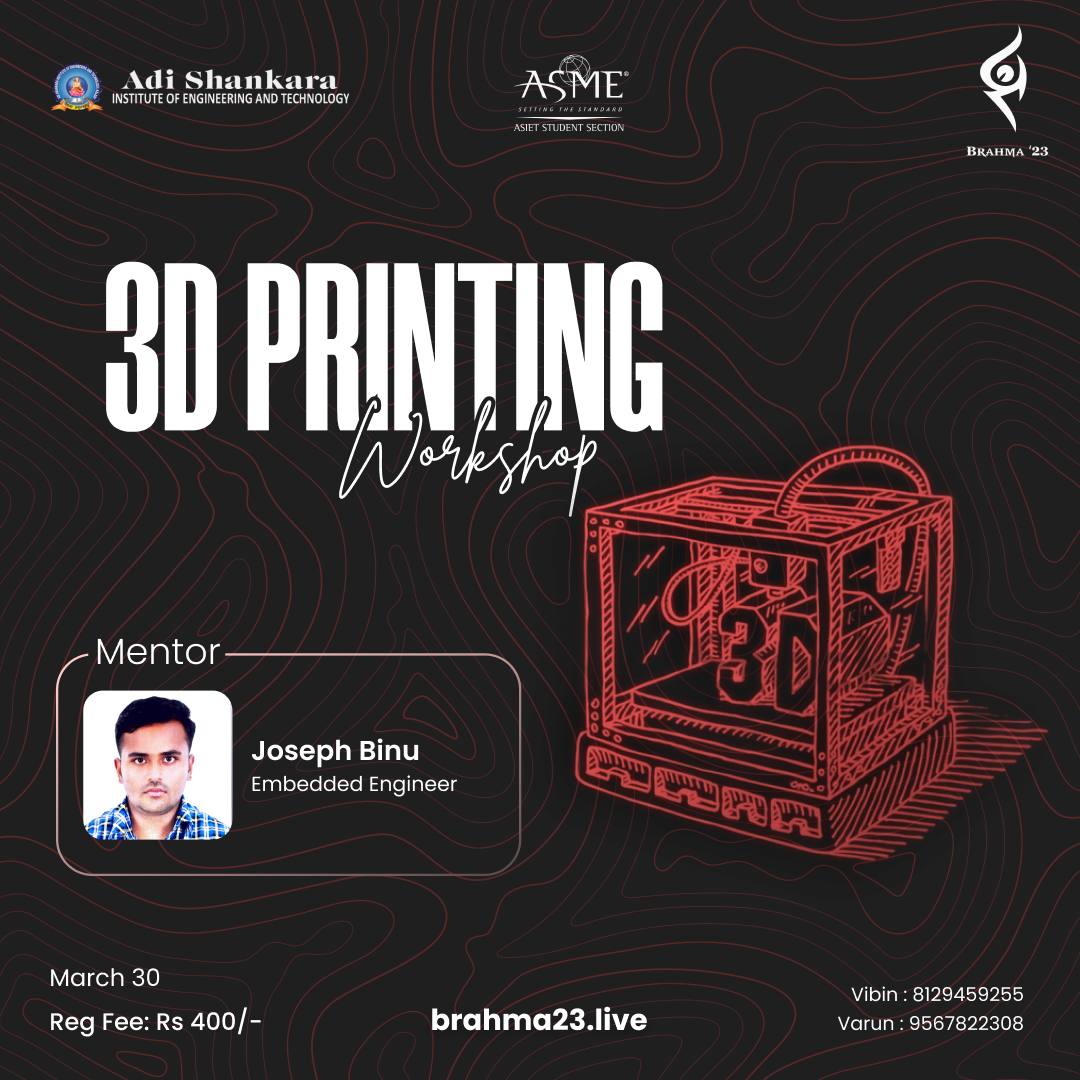 Adi Shankara
INSTITUTE OF ENGINEERING AND TECHNOLOGY
ASME®
SETTING THE STANDARD
ASIET STUDENT SECTION
BRAHMA '23
3D PRINTING
Workshop
3D
Mentor
Joseph Binu
Embedded Engineer
March 30
Reg Fee: Rs 400/-
brahma23.live
Vibin : 8129459255
Varun : 9567822308